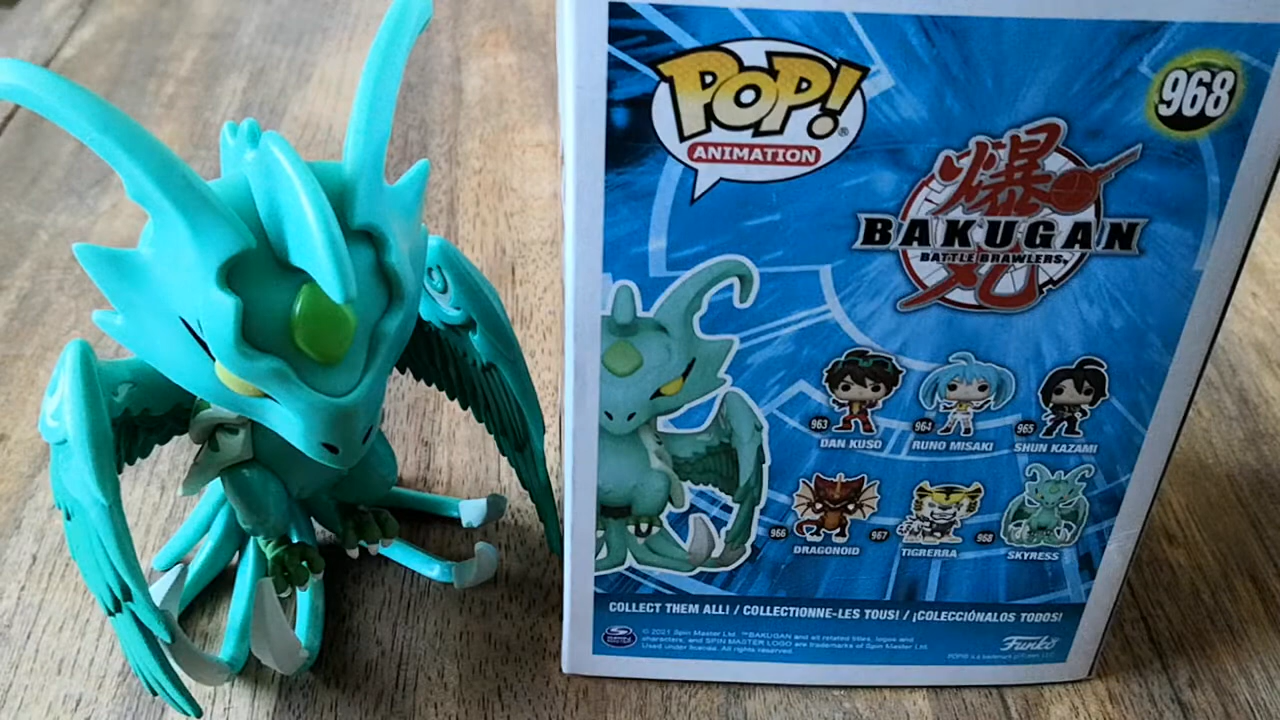 POP!
ANIMATION
968
爆
BAKUGAN
BATTLE BRAWLERS
丸
963
DAN KUSO
964
RUNO MISAKI
965
SHUN KAZAMI
966
DRAGONOID
967
TIGRERRA
968
SKYRESS
COLLECT THEM ALL! / COLLECTIONNE-LES TOUS! / ¡COLECCIÓNALOS TODOS!
© 2021 Spin Master Ltd. ™BAKUGAN and all related titles, logos and
characters, and SPIN MASTER LOGO are trademarks of Spin Master Ltd.
Used under license. All rights reserved.
Funko